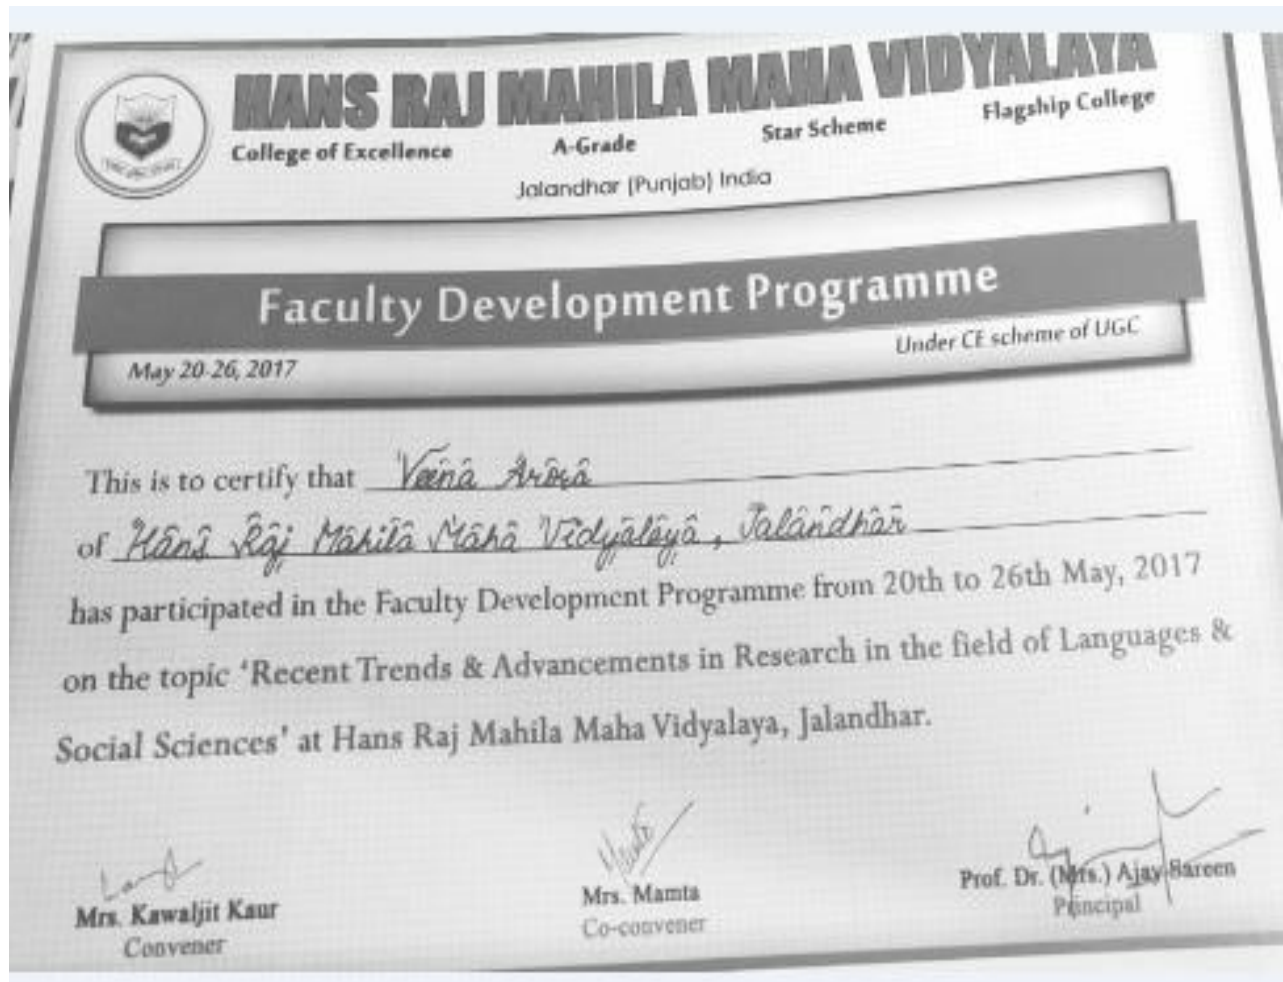 HANS RAJ MAHILA MAHA VIDYALAYA
College of Excellence A-Grade Star Scheme Flagship College
Jalandhar (Punjab) India
Faculty Development Programme
May 20-26, 2017 Under CE scheme of UGC
This is to certify that Veena Arora
of Hans Raj Mahila Maha Vidyalaya, Jalandhar
has participated in the Faculty Development Programme from 20th to 26th May, 2017
on the topic ‘Recent Trends & Advancements in Research in the field of Languages &
Social Sciences’ at Hans Raj Mahila Maha Vidyalaya, Jalandhar.
Mrs. Kawaljit Kaur Mrs. Mamta Prof. Dr. (Mrs.) Ajay Sareen
Convener Co-convener Principal